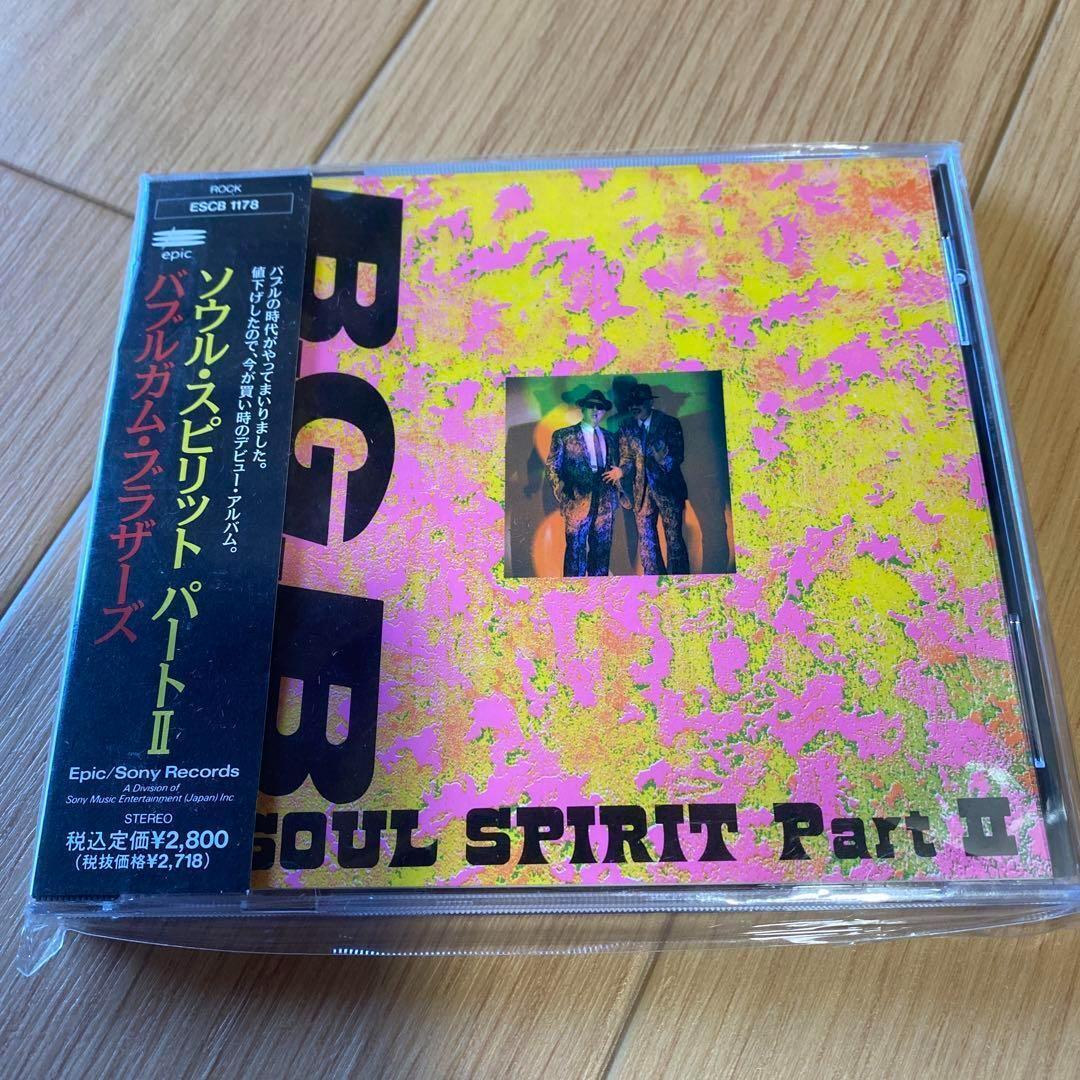 ROCK
ESCB 1178
epic
バブルの時代がやってまいりました。
値下げしたので、今が買い時のデビュー・アルバム。
ソウル・スピリット パートⅡ
バブルガム・ブラザーズ
Epic/Sony Records
A Division of
Sony Music Entertainment (Japan) Inc
STEREO
税込定価¥2,800
(税抜価格¥2,718)
BGB
SOUL SPIRIT Part II